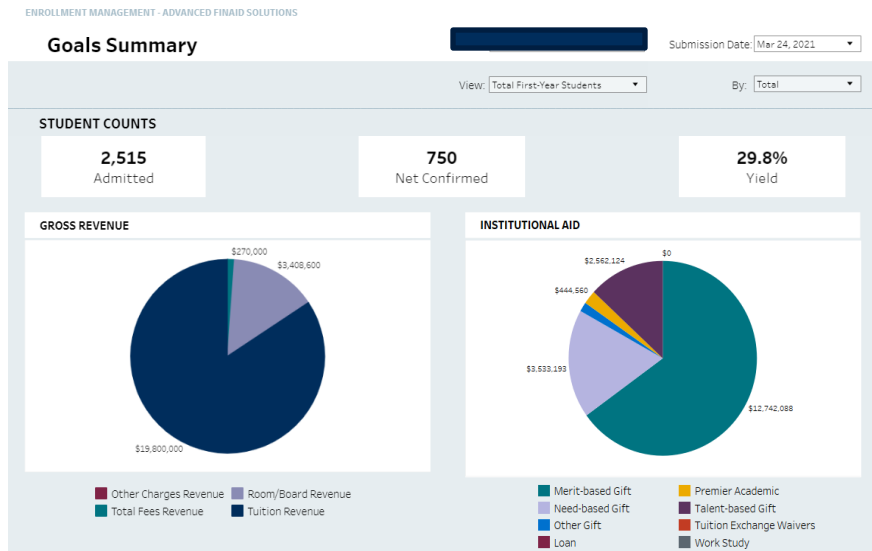 ENROLLMENT MANAGEMENT - ADVANCED FINAID SOLUTIONS
Goals Summary
Submission Date: Mar 24, 2021
View: Total First-Year Students
By: Total
STUDENT COUNTS
2,515
Admitted
750
Net Confirmed
29.8%
Yield
GROSS REVENUE
$270,000
$3,408,600
$19,800,000
Other Charges Revenue
Room/Board Revenue
Total Fees Revenue
Tuition Revenue
INSTITUTIONAL AID
$0
$2,562,124
$444,560
$3,533,193
$12,742,088
Merit-based Gift
Premier Academic
Need-based Gift
Talent-based Gift
Other Gift
Tuition Exchange Waivers
Loan
Work Study